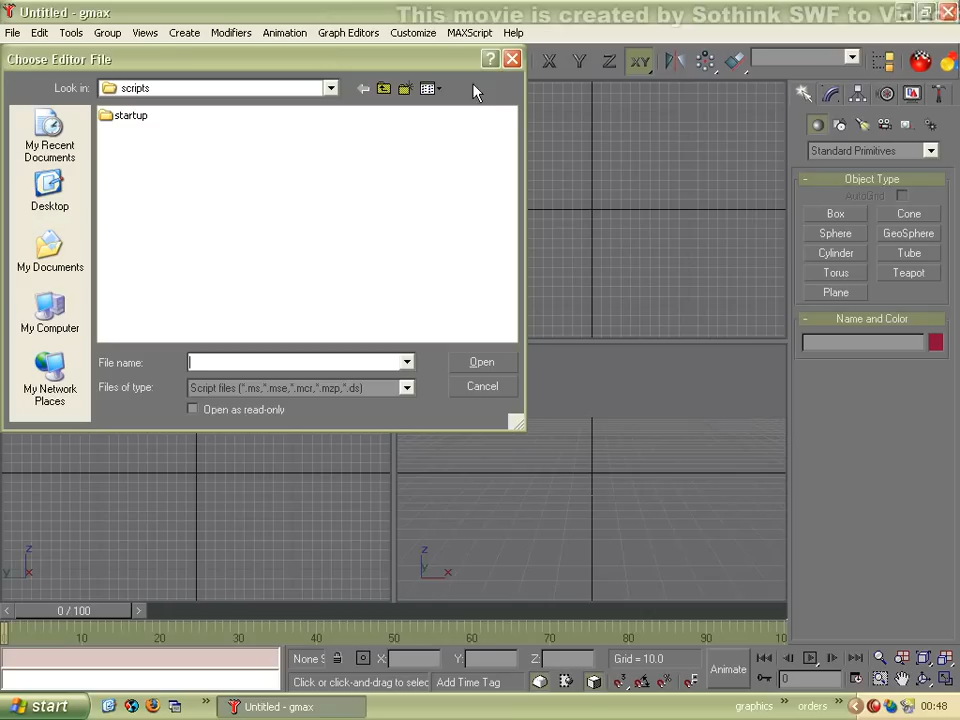 Untitled - gmax
This movie is created by Sothink SWF to Video
File Edit Tools Group Views Create Modifiers Animation Graph Editors Customize MAXScript Help
Choose Editor File
Look in: scripts
startup
My Recent
Documents
Desktop
My Documents
My Computer
My Network
Places
File name:
Open
Files of type: Script files (*.ms,*.mse,*.mcr,*.mzp,*.ds)
Cancel
Open as read-only
X Y Z XY
Standard Primitives
- Object Type
AutoGrid
Box Cone
Sphere GeoSphere
Cylinder Tube
Torus Teapot
Plane
- Name and Color
z
y x
z
y
x
< 0 / 100 >
10 20 30 40 50 60 70 80 90 10
None S X: Y: Z: Grid = 10.0
Click or click-and-drag to selec Add Time Tag
Animate
0
start
»
Untitled - gmax
graphics » orders »
00:48